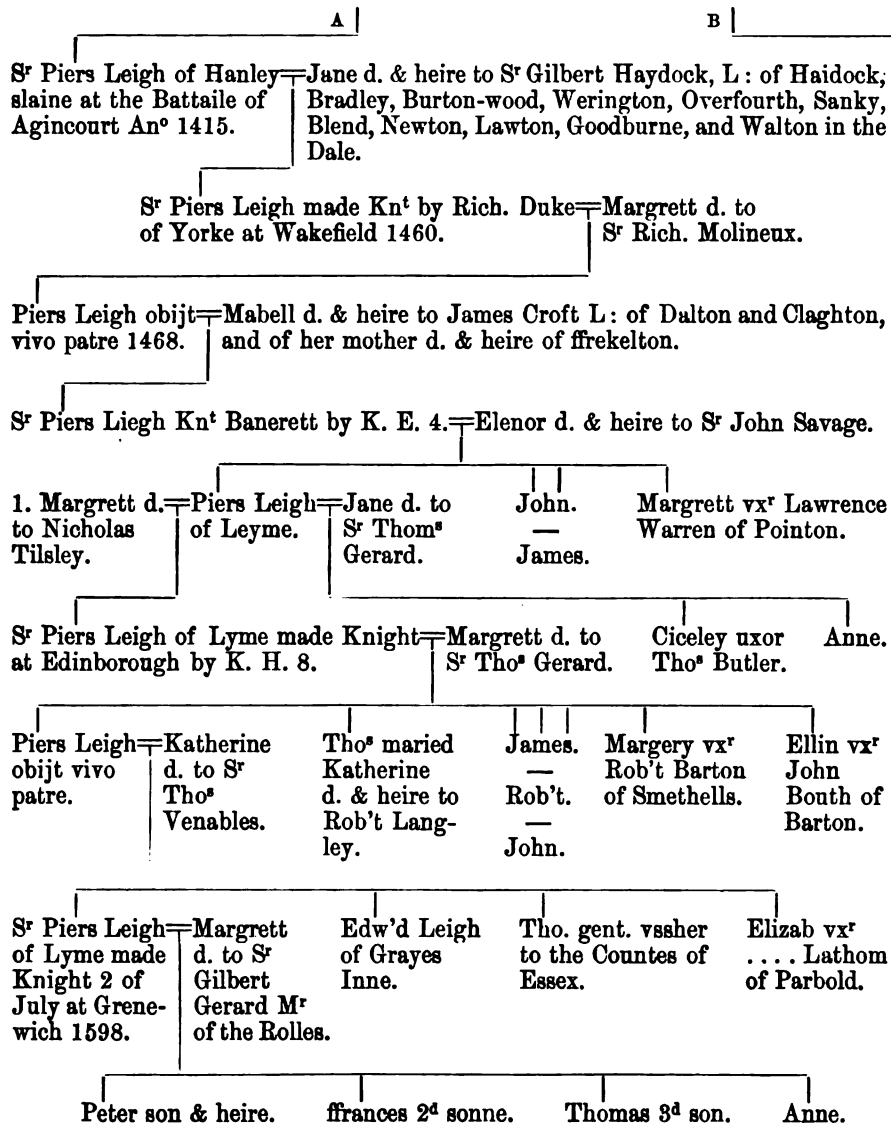 A B
Sr Piers Leigh of Hanley Jane d. & heire to Sr Gilbert Haydock, L: of Haidock,
slaine at the Battaile of Bradley, Burton-wood, Werington, Overfourth, Sanky,
Agincourt Ano 1415. Blend, Newton, Lawton, Goodburne, and Walton in the
Dale.
Sr Piers Leigh made Knt by Rich. Duke Margrett d. to
of Yorke at Wakefield 1460. Sr Rich. Molineux.
Piers Leigh obijt Mabell d. & heire to James Croft L: of Dalton and Claghton,
vivo patre 1468. and of her mother d. & heire of ffrekelton.
Sr Piers Liegh Knt Banerett by K. E. 4. Elenor d. & heire to Sr John Savage.
1. Margrett d. Piers Leigh Jane d. to John. Margrett vxr Lawrence
to Nicholas of Leyme. Sr Thoms — Warren of Pointon.
Tilsley. Gerard. James.
Sr Piers Leigh of Lyme made Knight Margrett d. to Ciceley uxor Anne.
at Edinborough by K. H. 8. Sr Thos Gerard. Thos Butler.
Piers Leigh Katherine Thos maried James. Margery vxr Ellin vxr
obijt vivo d. to Sr Katherine — Rob't Barton John
patre. Thos d. & heire to Rob't. of Smethells. Bouth of
Venables. Rob't Lang- — Barton.
ley. John.
Sr Piers Leigh Margrett Edw'd Leigh Tho. gent. vssher Elizab vxr
of Lyme made d. to Sr of Grayes to the Countes of .... Lathom
Knight 2 of Gilbert Inne. Essex. of Parbold.
July at Grene- Gerard Mr
wich 1598. of the Rolles.
Peter son & heire. ffrances 2d sonne. Thomas 3d son. Anne.